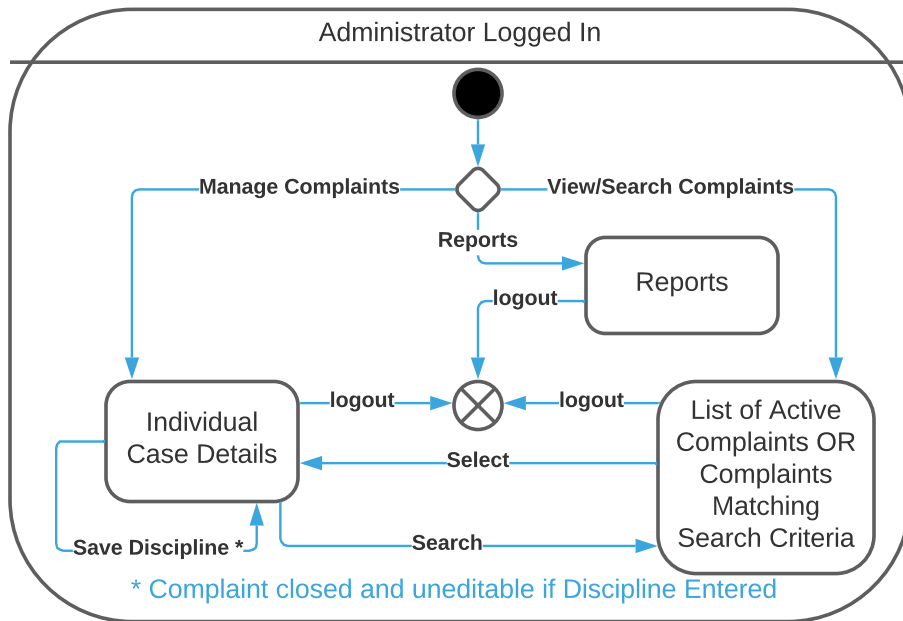 Administrator Logged In
Manage Complaints
View/Search Complaints
Reports
Reports
logout
logout
logout
Individual
Case Details
List of Active
Complaints OR
Complaints
Matching
Search Criteria
Select
Search
Save Discipline *
* Complaint closed and uneditable if Discipline Entered